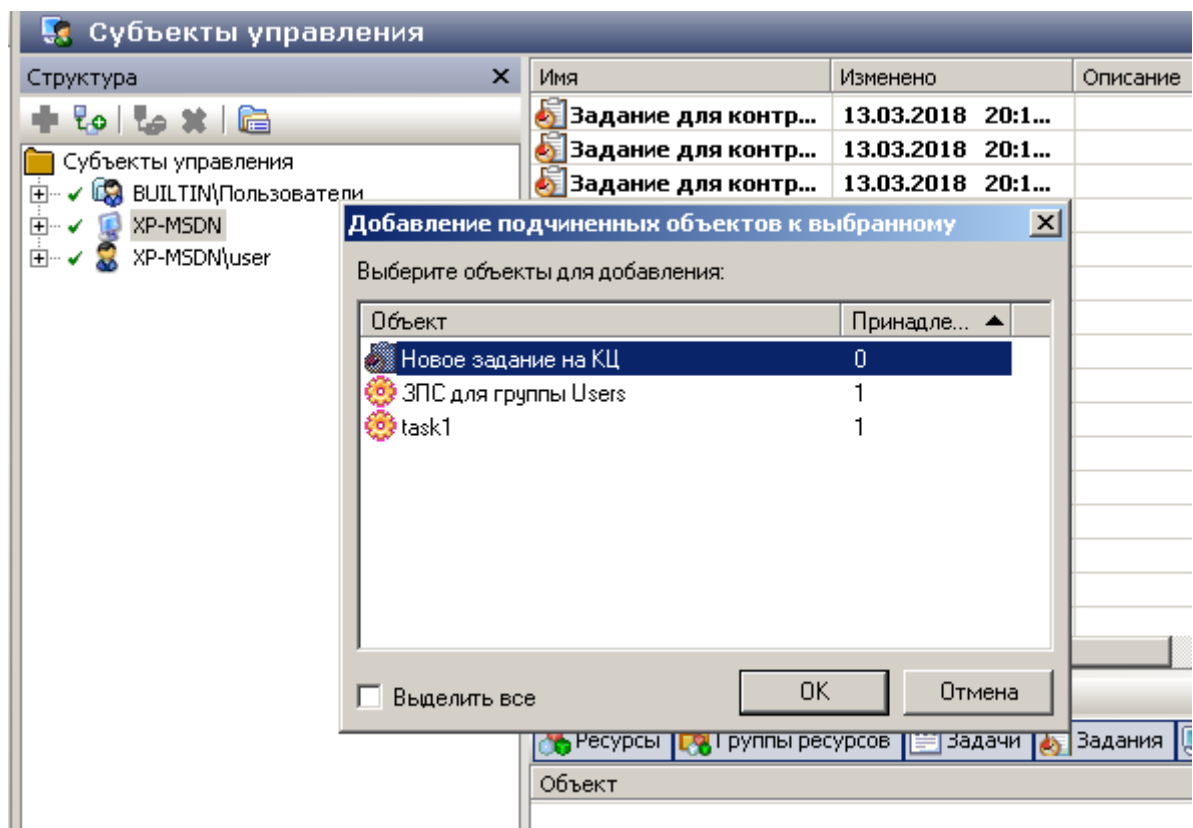 Субъекты управления
Структура
Имя Изменено Описание
Задание для контр... 13.03.2018 20:1...
Задание для контр... 13.03.2018 20:1...
Задание для контр... 13.03.2018 20:1...
Субъекты управления
BUILTIN\Пользователи
XP-MSDN
XP-MSDN\user
Добавление подчиненных объектов к выбранному
Выберите объекты для добавления:
Объект Принадле...
Новое задание на КЦ 0
ЗПС для группы Users 1
task1 1
Выделить все
OK Отмена
Ресурсы Группы ресурсов Задачи Задания
Объект